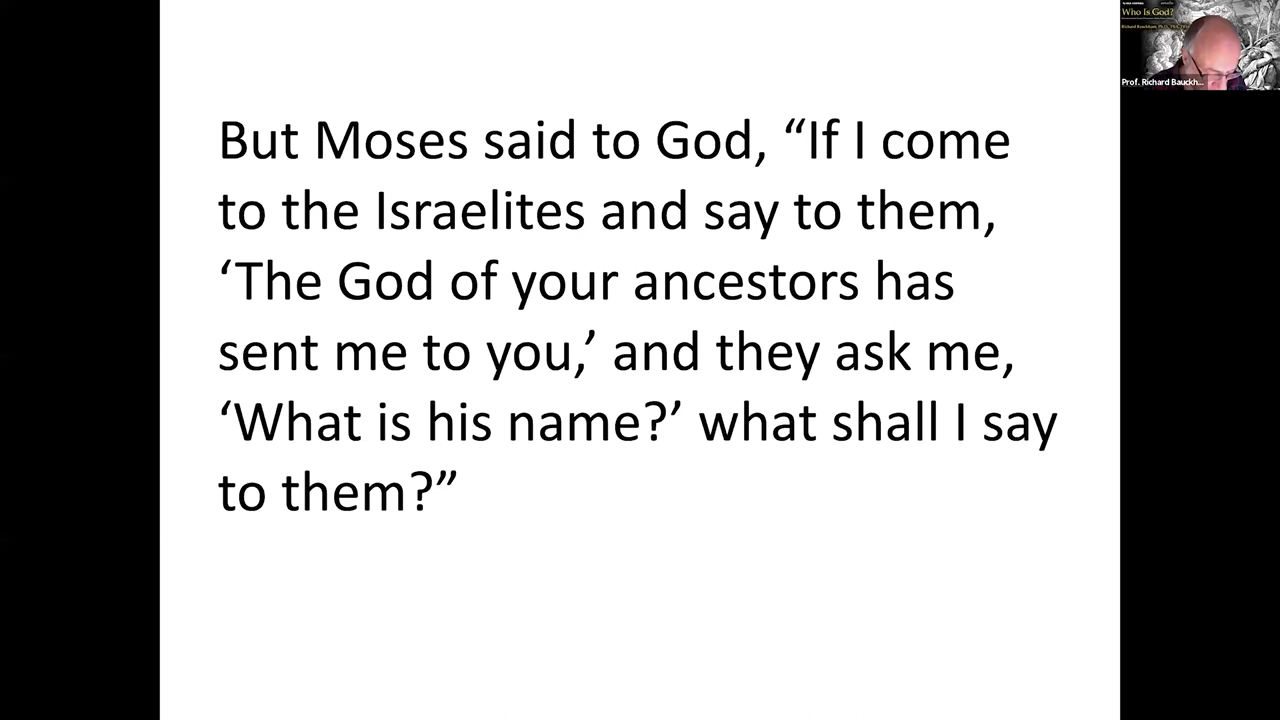 But Moses said to God, “If I come
to the Israelites and say to them,
‘The God of your ancestors has
sent me to you,’ and they ask me,
‘What is his name?’ what shall I say
to them?”
Who Is God?
Prof. Richard Bauckh...